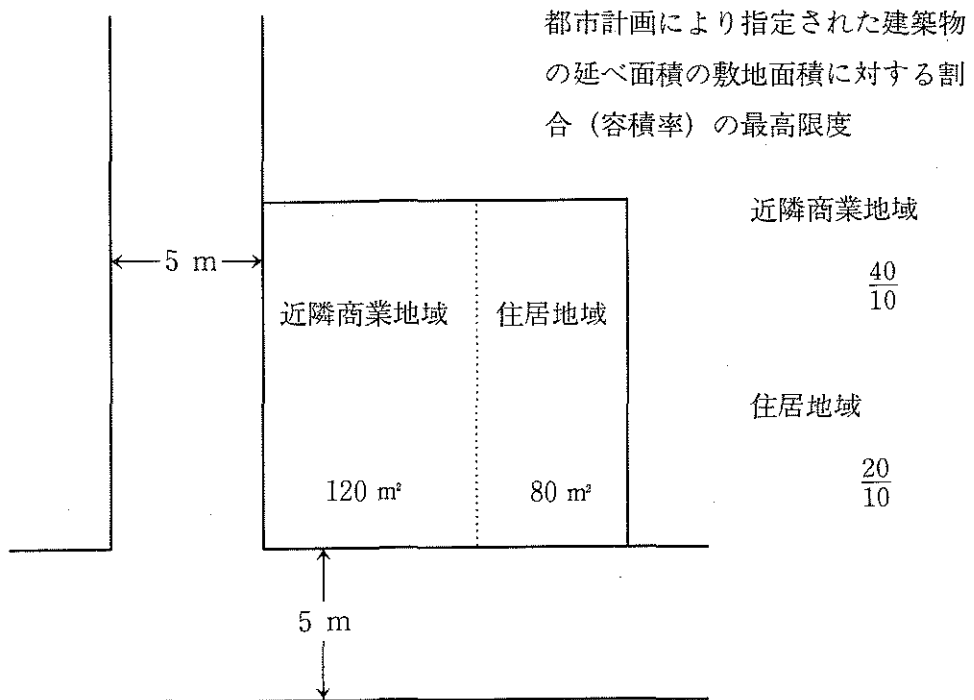 都市計画により指定された建築物
の延べ面積の敷地面積に対する割
合（容積率）の最高限度
近隣商業地域
40
10
住居地域
20
10
5 m
近隣商業地域
住居地域
120 m²
80 m²
5 m